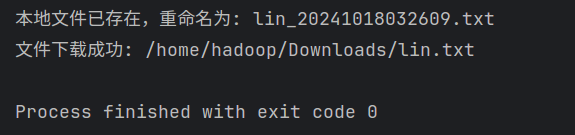 本地文件已存在，重命名为: lin_20241018032609.txt
文件下载成功: /home/hadoop/Downloads/lin.txt
Process finished with exit code 0